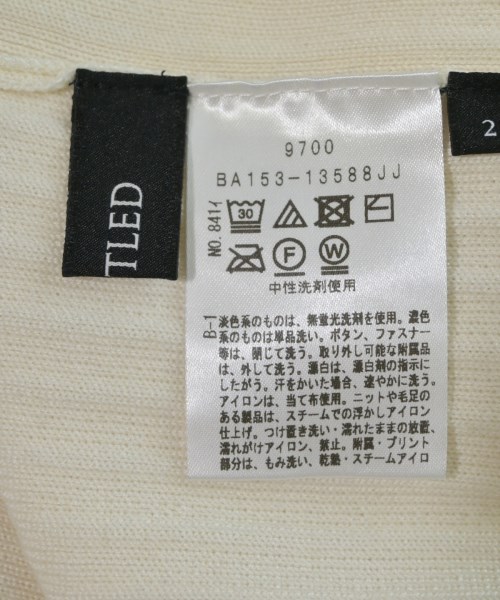 TLED
2
9700
BA153-13588JJ
NO.841イ
30
F
W
中性洗剤使用
B-1
淡色系のものは、無蛍光洗剤を使用。濃色
系のものは単品洗い。ボタン、ファスナー
等は、閉じて洗う。取り外し可能な附属品
は、外して洗う。漂白は、漂白剤の指示に
したがう。汗をかいた場合、速やかに洗う。
アイロンは、当て布使用。ニットや毛足の
ある製品は、スチームでの浮かしアイロン
仕上げ。つけ置き洗い・濡れたままの放置、
濡れがけアイロン、禁止。附属・プリント
部分は、もみ洗い、乾燥・スチームアイロ